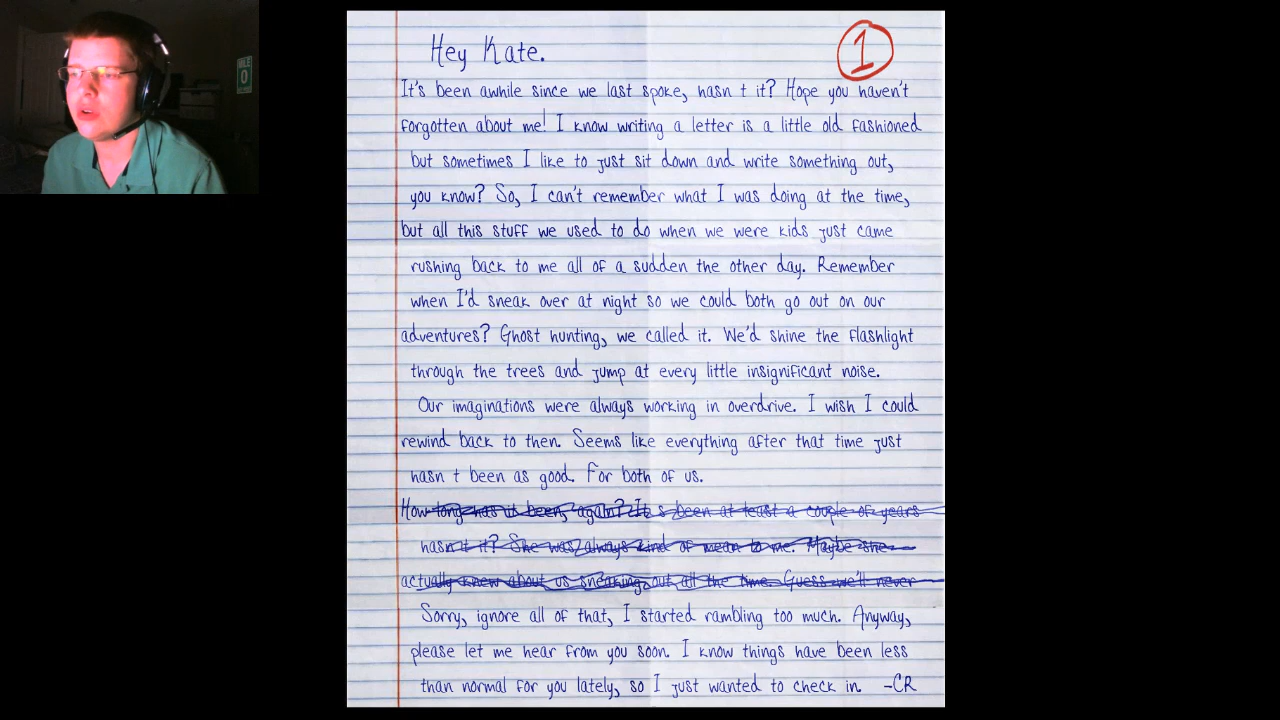 Hey Kate.
1
It's been awhile since we last spoke, hasn t it? Hope you haven't
forgotten about me! I know writing a letter is a little old fashioned
but sometimes I like to just sit down and write something out,
you know? So, I can't remember what I was doing at the time,
but all this stuff we used to do when we were kids just came
rushing back to me all of a sudden the other day. Remember
when I'd sneak over at night so we could both go out on our
adventures? Ghost hunting, we called it. We'd shine the flashlight
through the trees and jump at every little insignificant noise.
Our imaginations were always working in overdrive. I wish I could
rewind back to then. Seems like everything after that time just
hasn t been as good. For both of us.
How long has it been, again? It s been at least a couple of years
hasn t it? She was always kind of mean to me. Maybe she
actually knew about us sneaking out all the time. Guess we'll never
Sorry, ignore all of that, I started rambling too much. Anyway,
please let me hear from you soon. I know things have been less
than normal for you lately, so I just wanted to check in. -CR